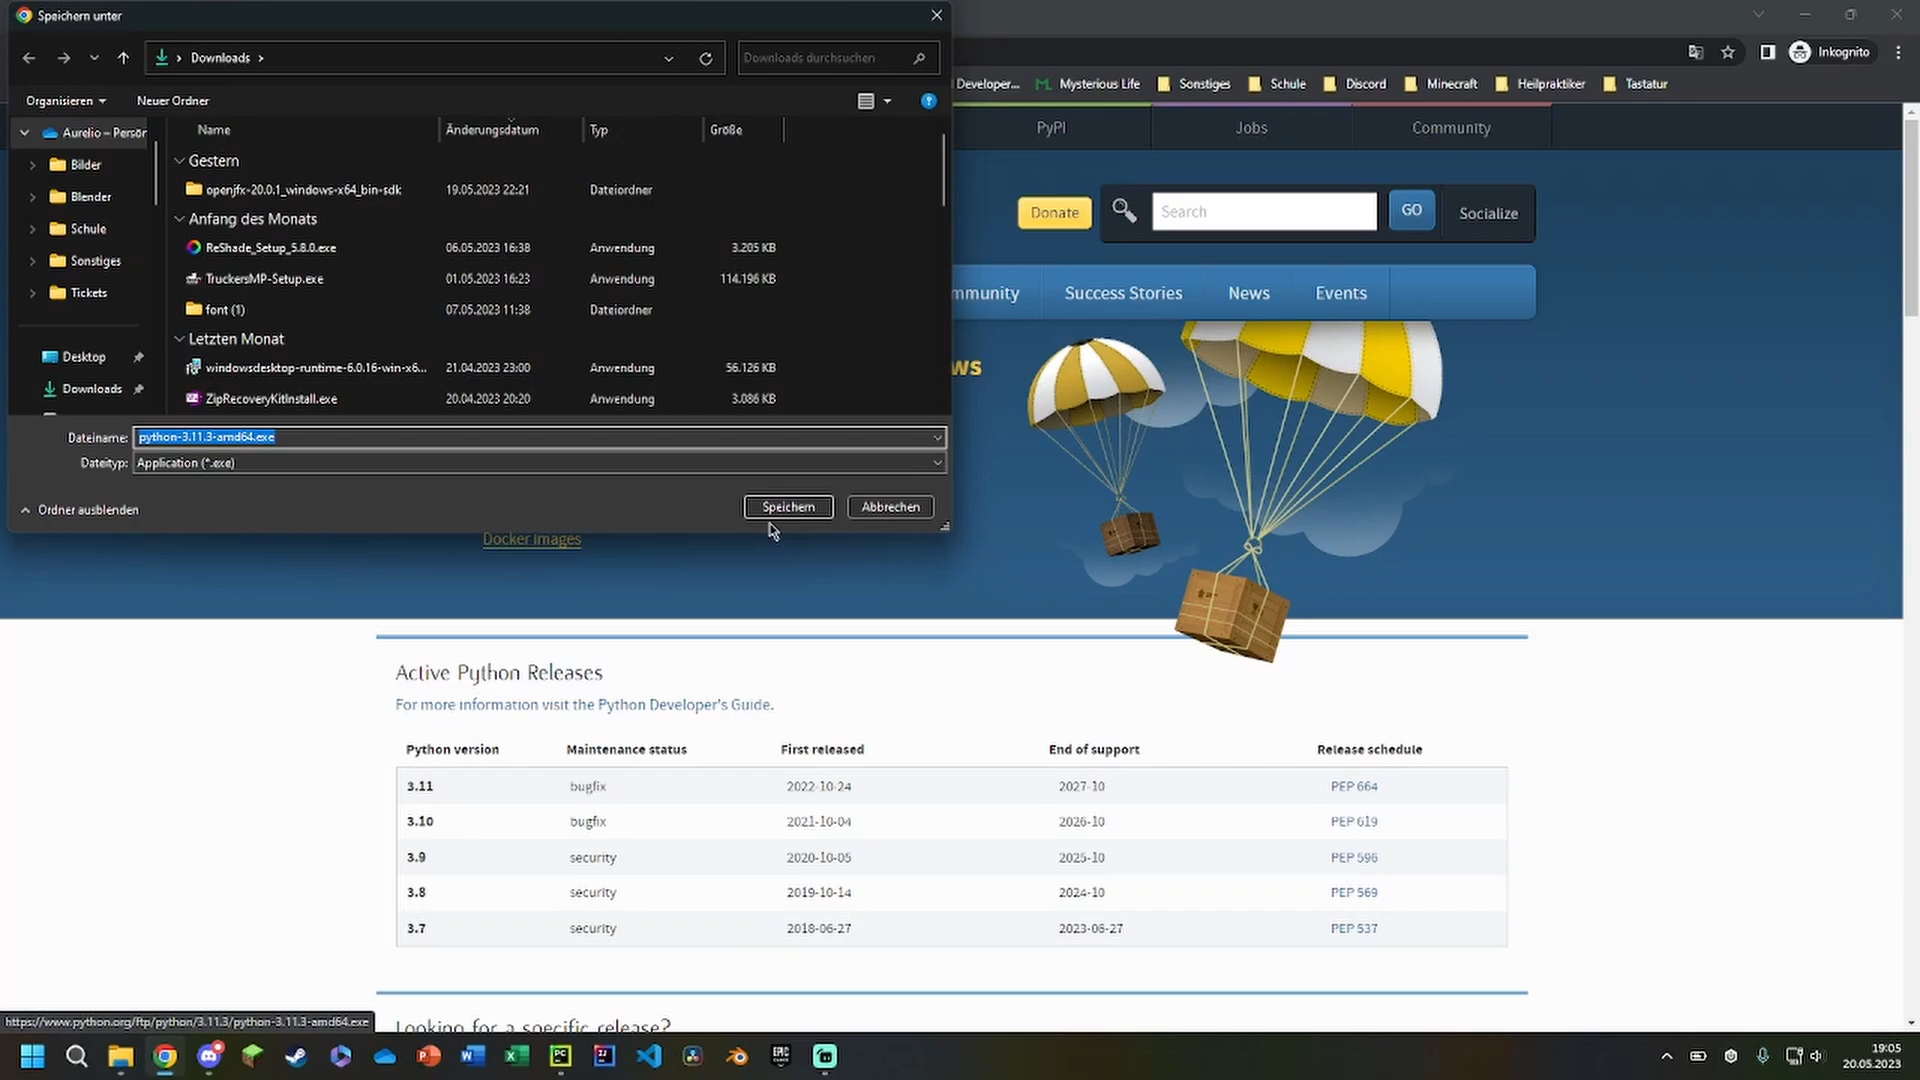 Speichern unter
Downloads
Downloads durchsuchen
Inkognito
Organisieren
Neuer Ordner
Developer...
Mysterious Life
Sonstiges
Schule
Discord
Minecraft
Heilpraktiker
Tastatur
Aurelio – Persör
Bilder
Blender
Schule
Sonstiges
Tickets
Desktop
Downloads
Name Änderungsdatum Typ Größe
Gestern
openjfx-20.0.1_windows-x64_bin-sdk 19.05.2023 22:21 Dateiordner
Anfang des Monats
ReShade_Setup_5.8.0.exe 06.05.2023 16:38 Anwendung 3.205 KB
TruckersMP-Setup.exe 01.05.2023 16:23 Anwendung 114.196 KB
font (1) 07.05.2023 11:38 Dateiordner
Letzten Monat
windowsdesktop-runtime-6.0.16-win-x6... 21.04.2023 23:00 Anwendung 56.126 KB
ZipRecoveryKitInstall.exe 20.04.2023 20:20 Anwendung 3.086 KB
Dateiname: python-3.11.3-amd64.exe
Dateityp: Application (*.exe)
Ordner ausblenden
Speichern
Abbrechen
PyPI
Jobs
Community
Donate
Search
GO
Socialize
mmunity
Success Stories
News
Events
ws
Docker images
Active Python Releases
For more information visit the Python Developer's Guide.
Python version Maintenance status First released End of support Release schedule
3.11 bugfix 2022-10-24 2027-10 PEP 664
3.10 bugfix 2021-10-04 2026-10 PEP 619
3.9 security 2020-10-05 2025-10 PEP 596
3.8 security 2019-10-14 2024-10 PEP 569
3.7 security 2018-06-27 2023-06-27 PEP 537
Looking for a specific release?
https://www.python.org/ftp/python/3.11.3/python-3.11.3-amd64.exe
19:05
20.05.2023